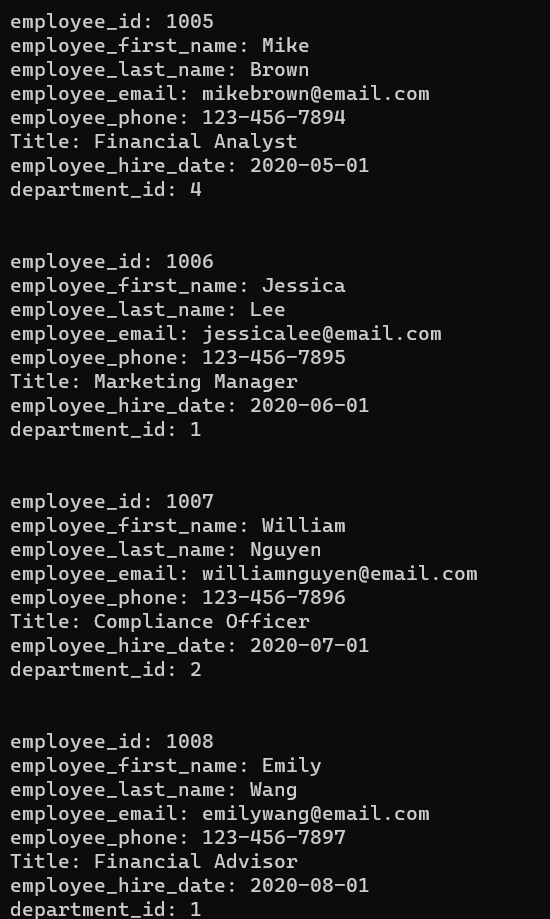 employee_id: 1005
employee_first_name: Mike
employee_last_name: Brown
employee_email: mikebrown@email.com
employee_phone: 123-456-7894
Title: Financial Analyst
employee_hire_date: 2020-05-01
department_id: 4
employee_id: 1006
employee_first_name: Jessica
employee_last_name: Lee
employee_email: jessicalee@email.com
employee_phone: 123-456-7895
Title: Marketing Manager
employee_hire_date: 2020-06-01
department_id: 1
employee_id: 1007
employee_first_name: William
employee_last_name: Nguyen
employee_email: williamnguyen@email.com
employee_phone: 123-456-7896
Title: Compliance Officer
employee_hire_date: 2020-07-01
department_id: 2
employee_id: 1008
employee_first_name: Emily
employee_last_name: Wang
employee_email: emilywang@email.com
employee_phone: 123-456-7897
Title: Financial Advisor
employee_hire_date: 2020-08-01
department_id: 1